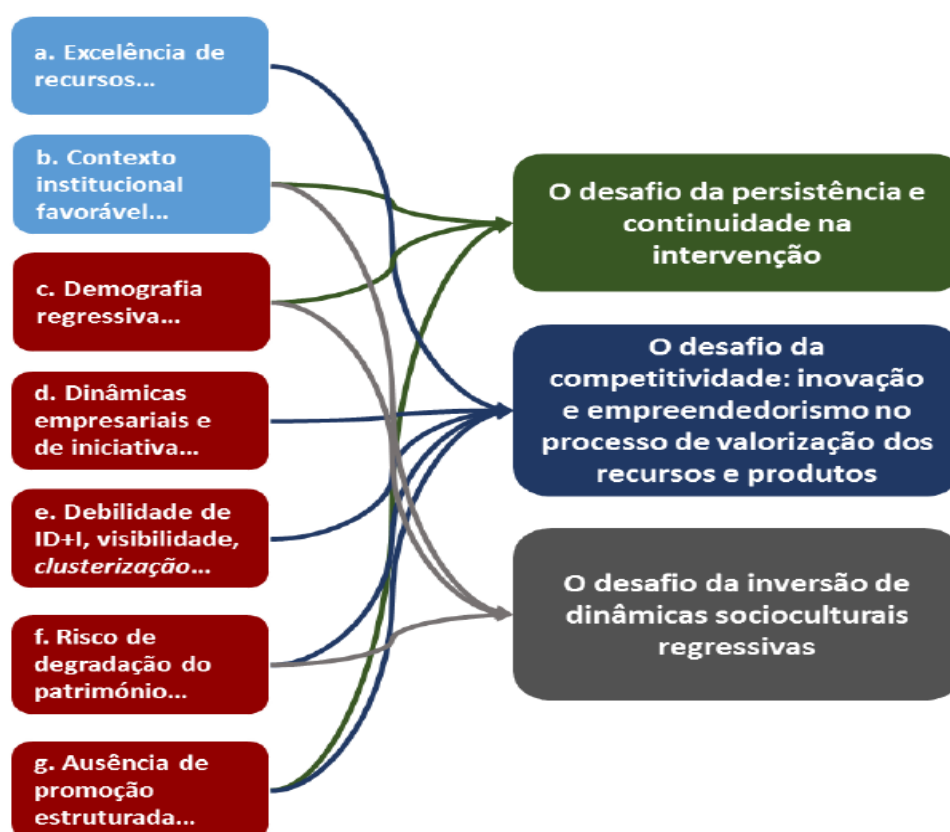 a. Excelência de
recursos...
b. Contexto
institucional
favorável...
c. Demografia
regressiva...
d. Dinâmicas
empresariais e
de iniciativa...
e. Debilidade de
ID+I, visibilidade,
clusterização...
f. Risco de
degradação do
património...
g. Ausência de
promoção
estruturada...
O desafio da persistência e
continuidade na
intervenção
O desafio da
competitividade: inovação
e empreendedorismo no
processo de valorização dos
recursos e produtos
O desafio da inversão de
dinâmicas socioculturais
regressivas